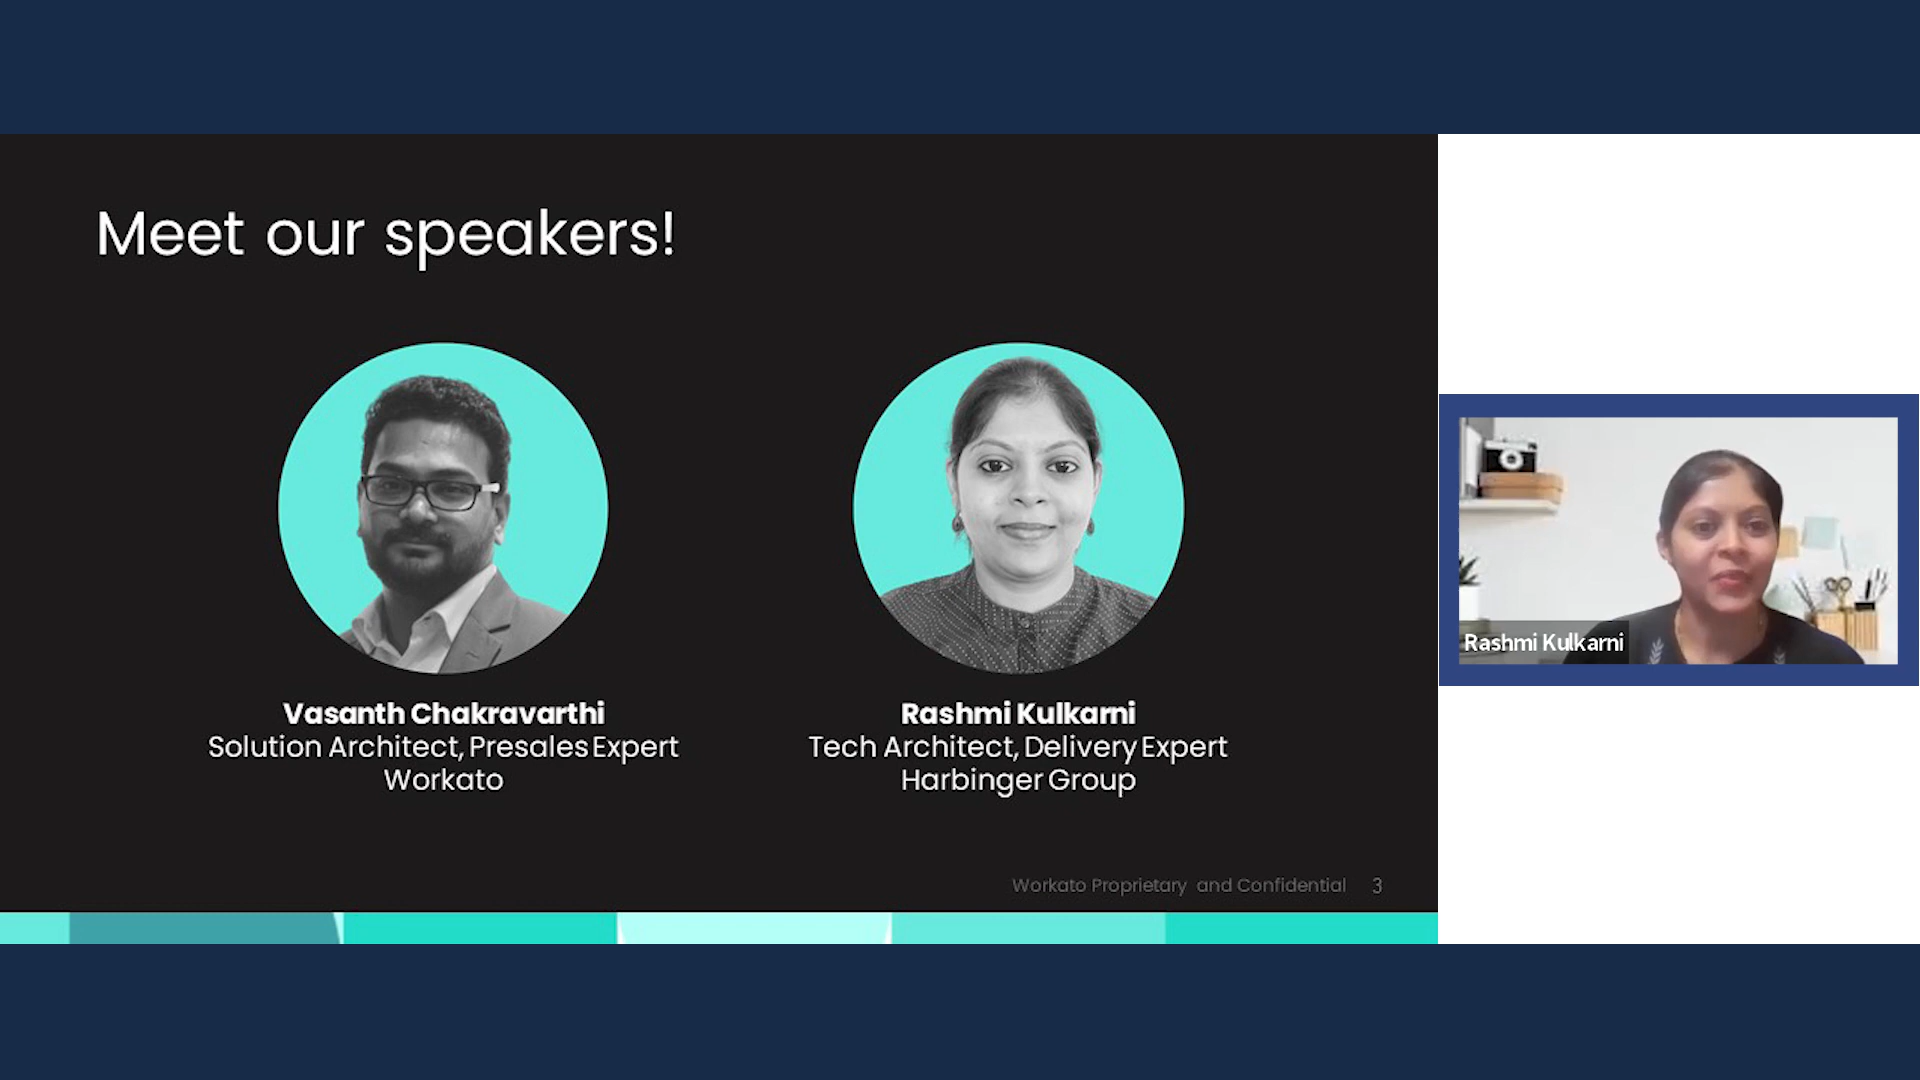 Meet our speakers!
Vasanth Chakravarthi
Solution Architect, Presales Expert
Workato
Rashmi Kulkarni
Tech Architect, Delivery Expert
Harbinger Group
Workato Proprietary and Confidential 3
Rashmi Kulkarni